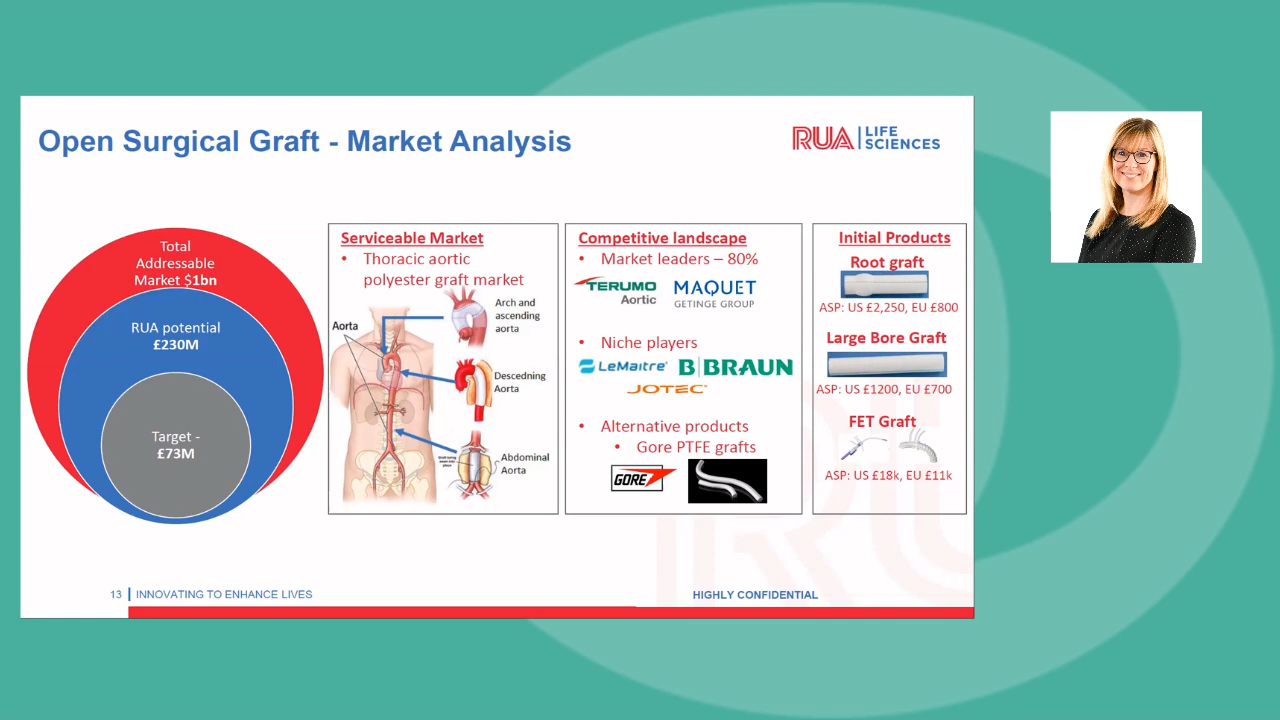 Open Surgical Graft - Market Analysis
RUA LIFE SCIENCES
Total
Addressable
Market $1bn
RUA potential
£230M
Target -
£73M
Serviceable Market
• Thoracic aortic
polyester graft market
Arch and
ascending
aorta
Aorta
Descedning
Aorta
Abdominal
Aorta
Competitive landscape
• Market leaders – 80%
TERUMO
Aortic
MAQUET
GETINGE GROUP
• Niche players
LeMaitre®
B|BRAUN
JOTEC®
• Alternative products
• Gore PTFE grafts
GORE
Initial Products
Root graft
ASP: US £2,250, EU £800
Large Bore Graft
ASP: US £1200, EU £700
FET Graft
ASP: US £18k, EU £11k
13 | INNOVATING TO ENHANCE LIVES
HIGHLY CONFIDENTIAL